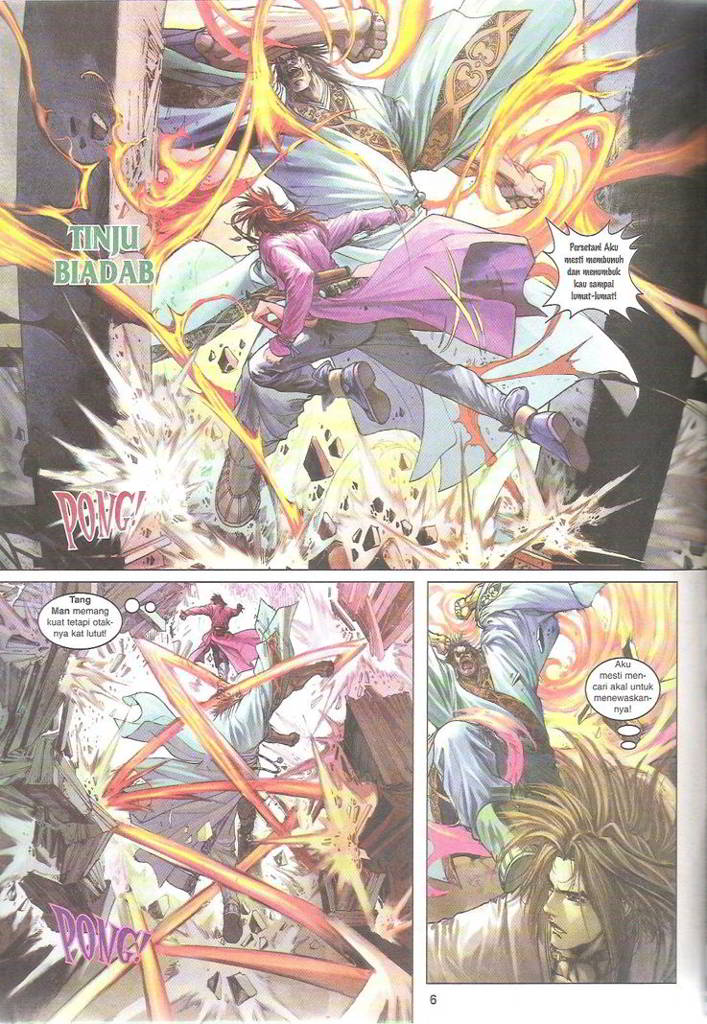 TINJU
BIADAB
Persetan! Aku
mesti membunuh
dan menumbuk
kau sampai
lumat-lumat!
PONG!
Tang
Man memang
kuat tetapi otak-
nya kat lutut!
PONG!
Aku
mesti men-
cari akal untuk
menewaskan-
nya!
6